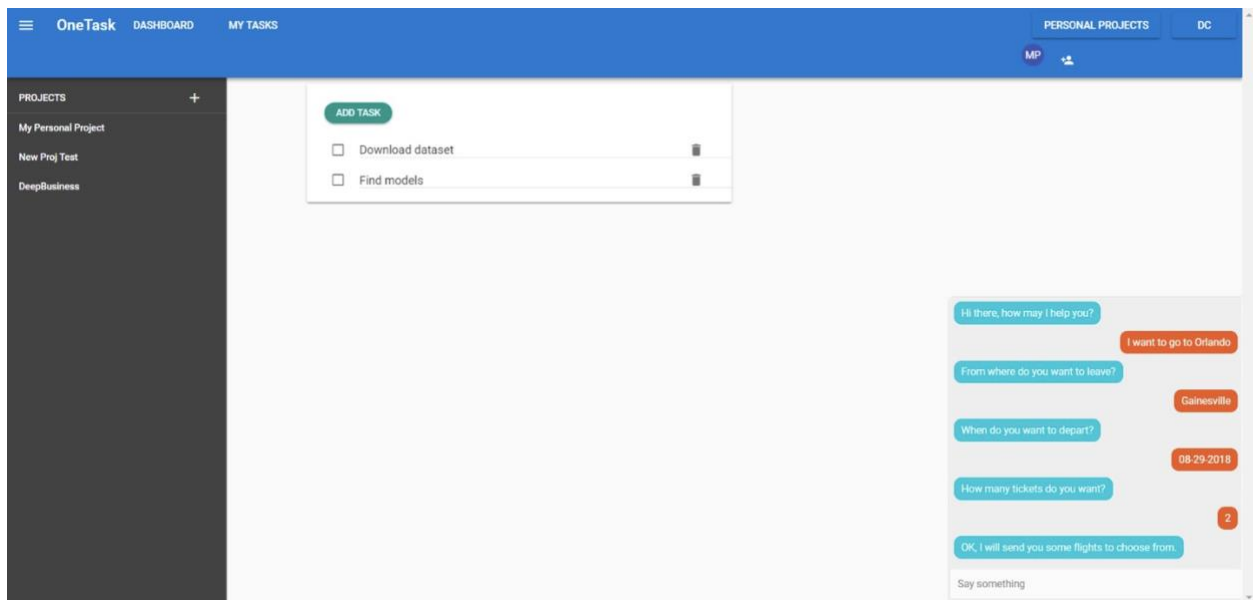 OneTask DASHBOARD MY TASKS PERSONAL PROJECTS DC
MP
PROJECTS
My Personal Project
New Proj Test
DeepBusiness
ADD TASK
Download dataset
Find models
Hi there, how may I help you?
I want to go to Orlando
From where do you want to leave?
Gainesville
When do you want to depart?
08-29-2018
How many tickets do you want?
2
OK, I will send you some flights to choose from.
Say something